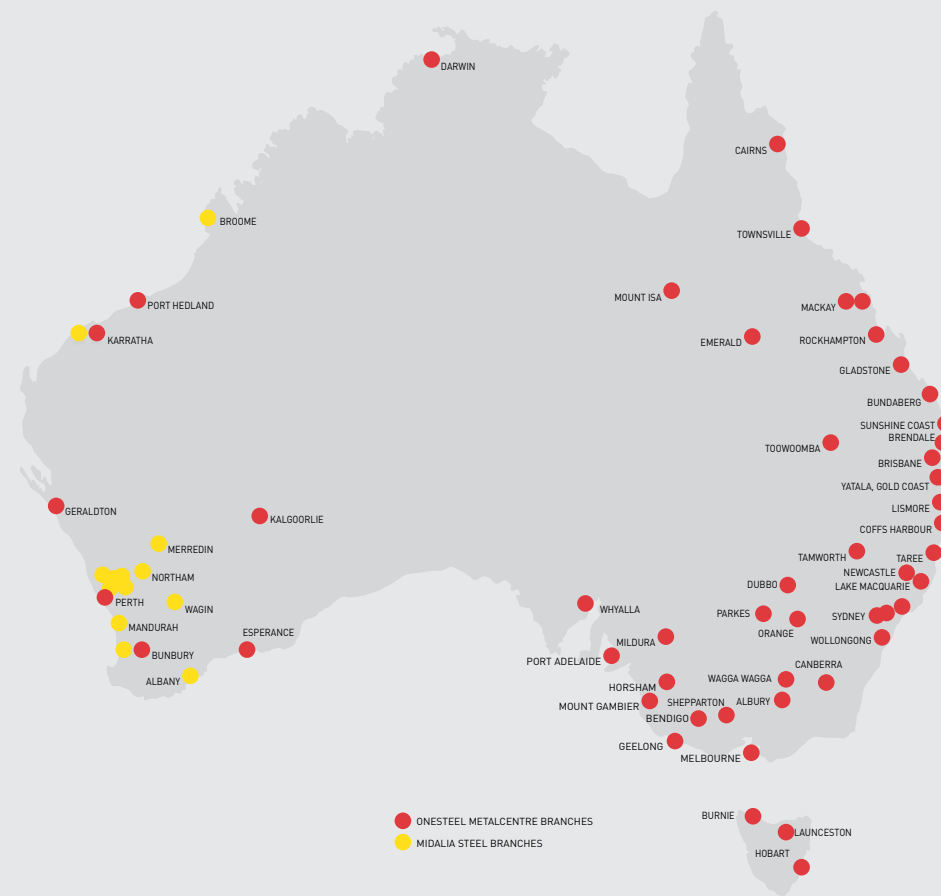 DARWIN
CAIRNS
BROOME
TOWNSVILLE
MOUNT ISA
PORT HEDLAND
MACKAY
KARRATHA
EMERALD
ROCKHAMPTON
GLADSTONE
BUNDABERG
SUNSHINE COAST
BRENDALE
TOOWOOMBA
BRISBANE
YATALA, GOLD COAST
LISMORE
GERALDTON
KALGOORLIE
COFFS HARBOUR
MERREDIN
TAMWORTH
TAREE
NORTHAM
NEWCASTLE
DUBBO
LAKE MACQUARIE
PERTH
WAGIN
WHYALLA
PARKES
SYDNEY
MANDURAH
ESPERANCE
ORANGE
MILDURA
WOLLONGONG
BUNBURY
PORT ADELAIDE
CANBERRA
ALBANY
WAGGA WAGGA
HORSHAM
SHEPPARTON
ALBURY
MOUNT GAMBIER
BENDIGO
GEELONG
MELBOURNE
BURNIE
ONESTEEL METALCENTRE BRANCHES
LAUNCESTON
MIDALIA STEEL BRANCHES
HOBART